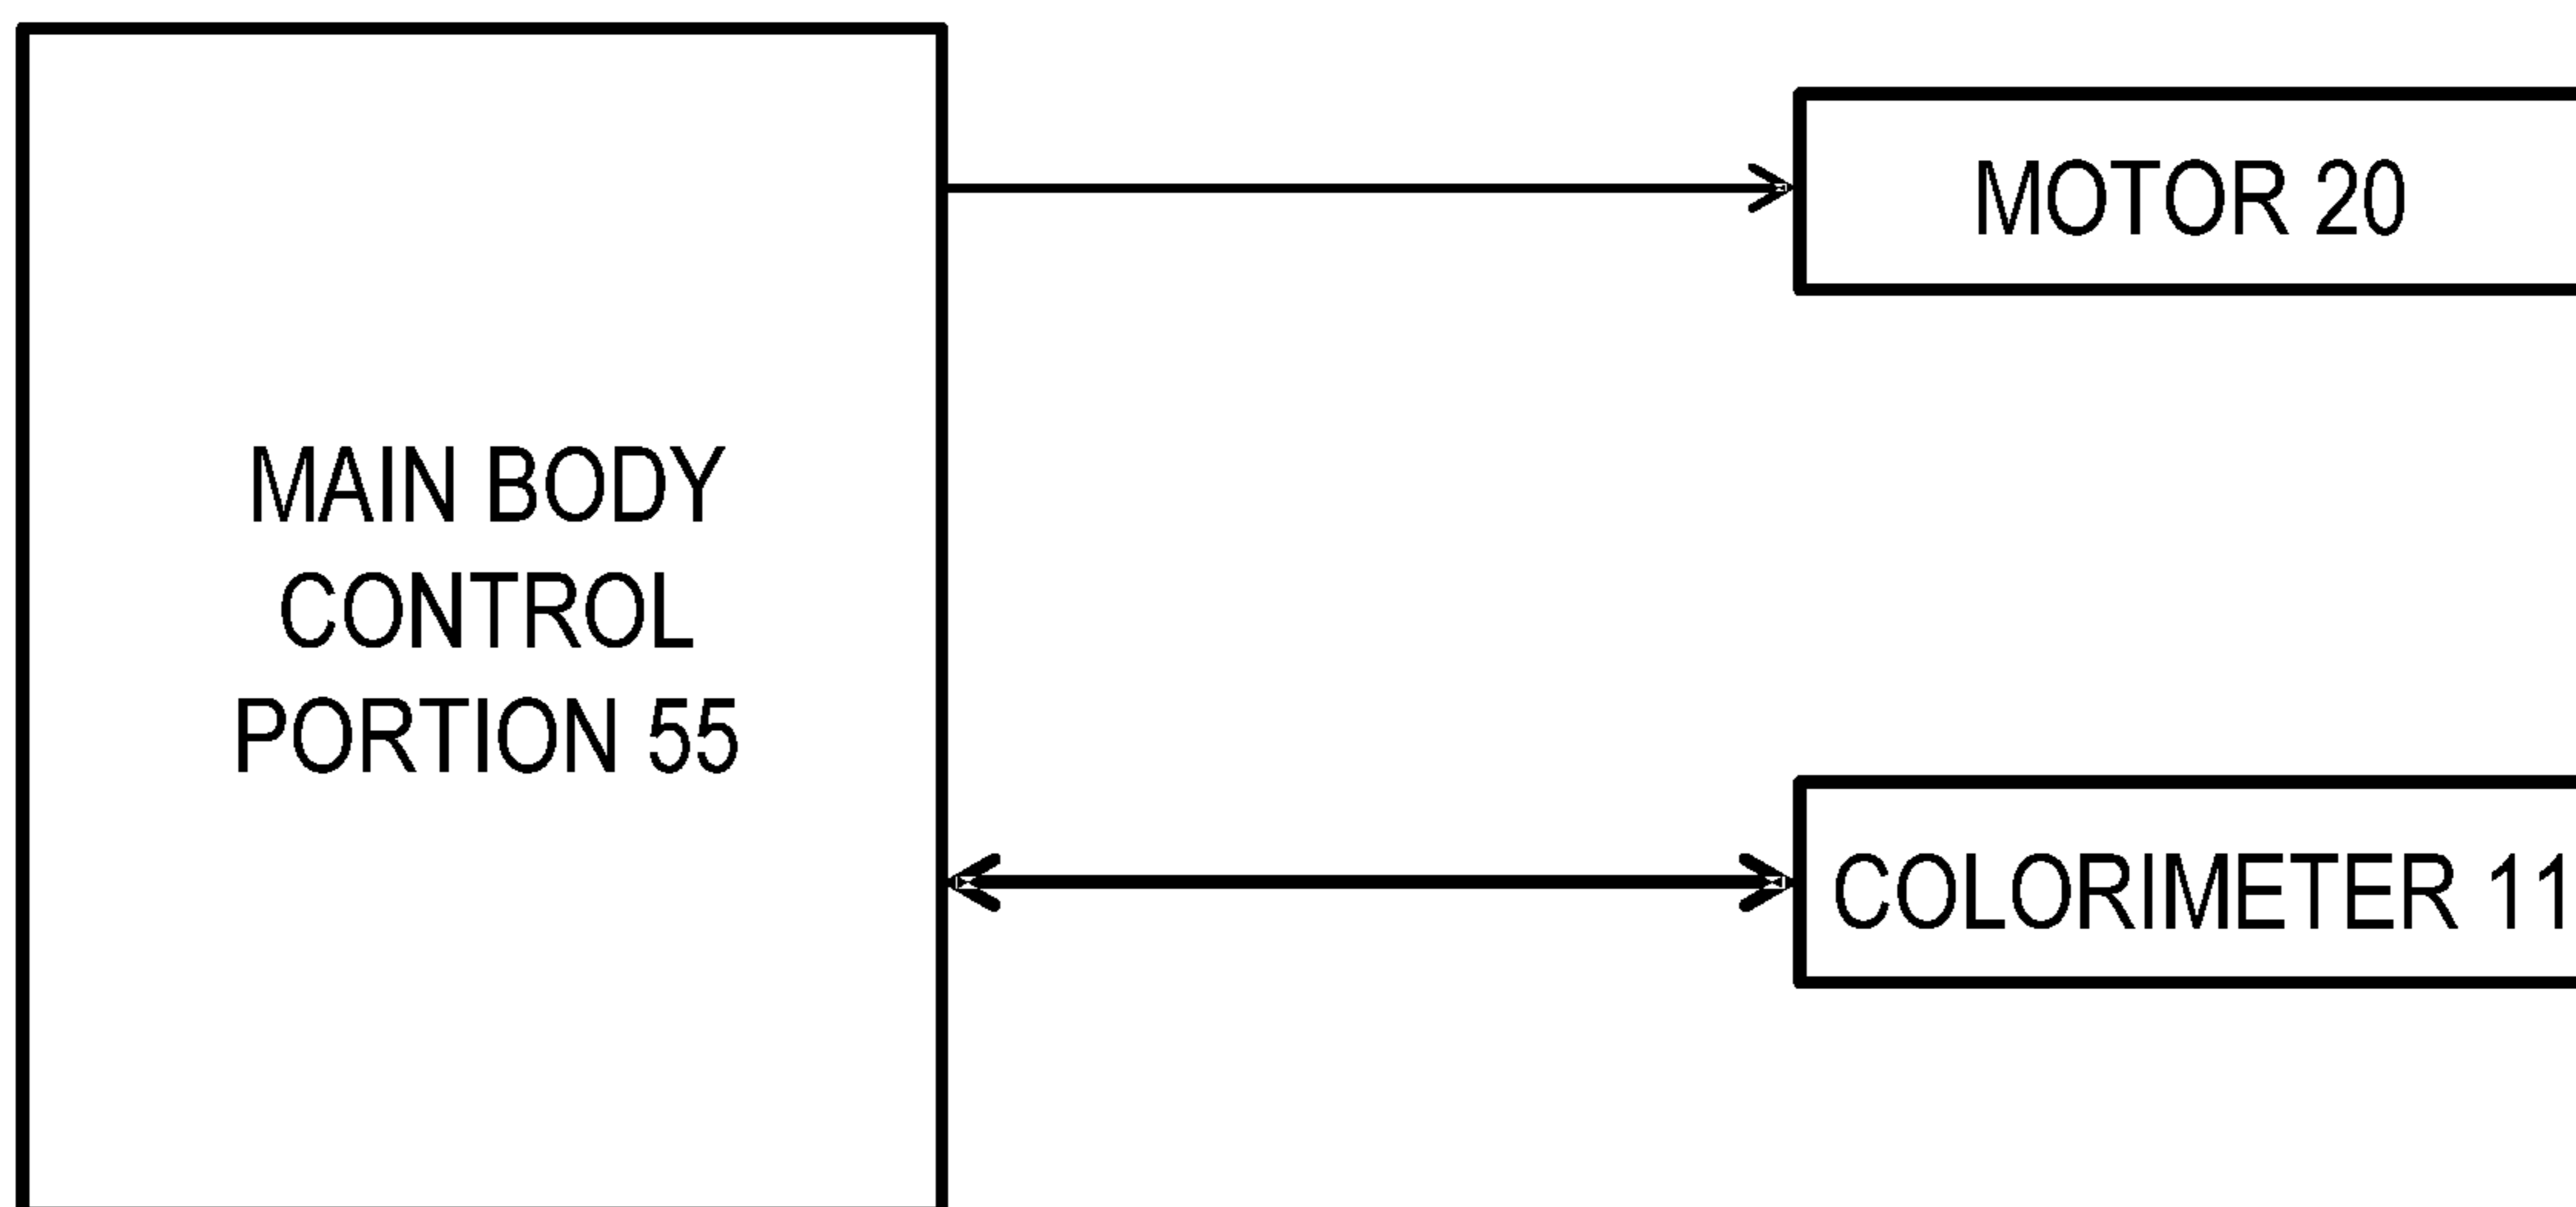 MOTOR 20
MAIN BODY
CONTROL
PORTION 55
COLORIMETER 11